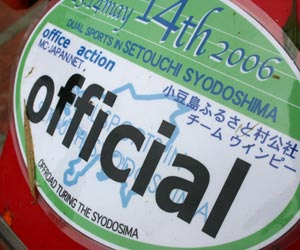 14may 14th 2006
DUAL SPORTS IN SETOUCHI SYODOSHIMA
office action
MC-JAPAN.NET
小豆島ふるさと村公社
チーム ウインピー
official
OFFROAD TURING THE SYODOSIMA